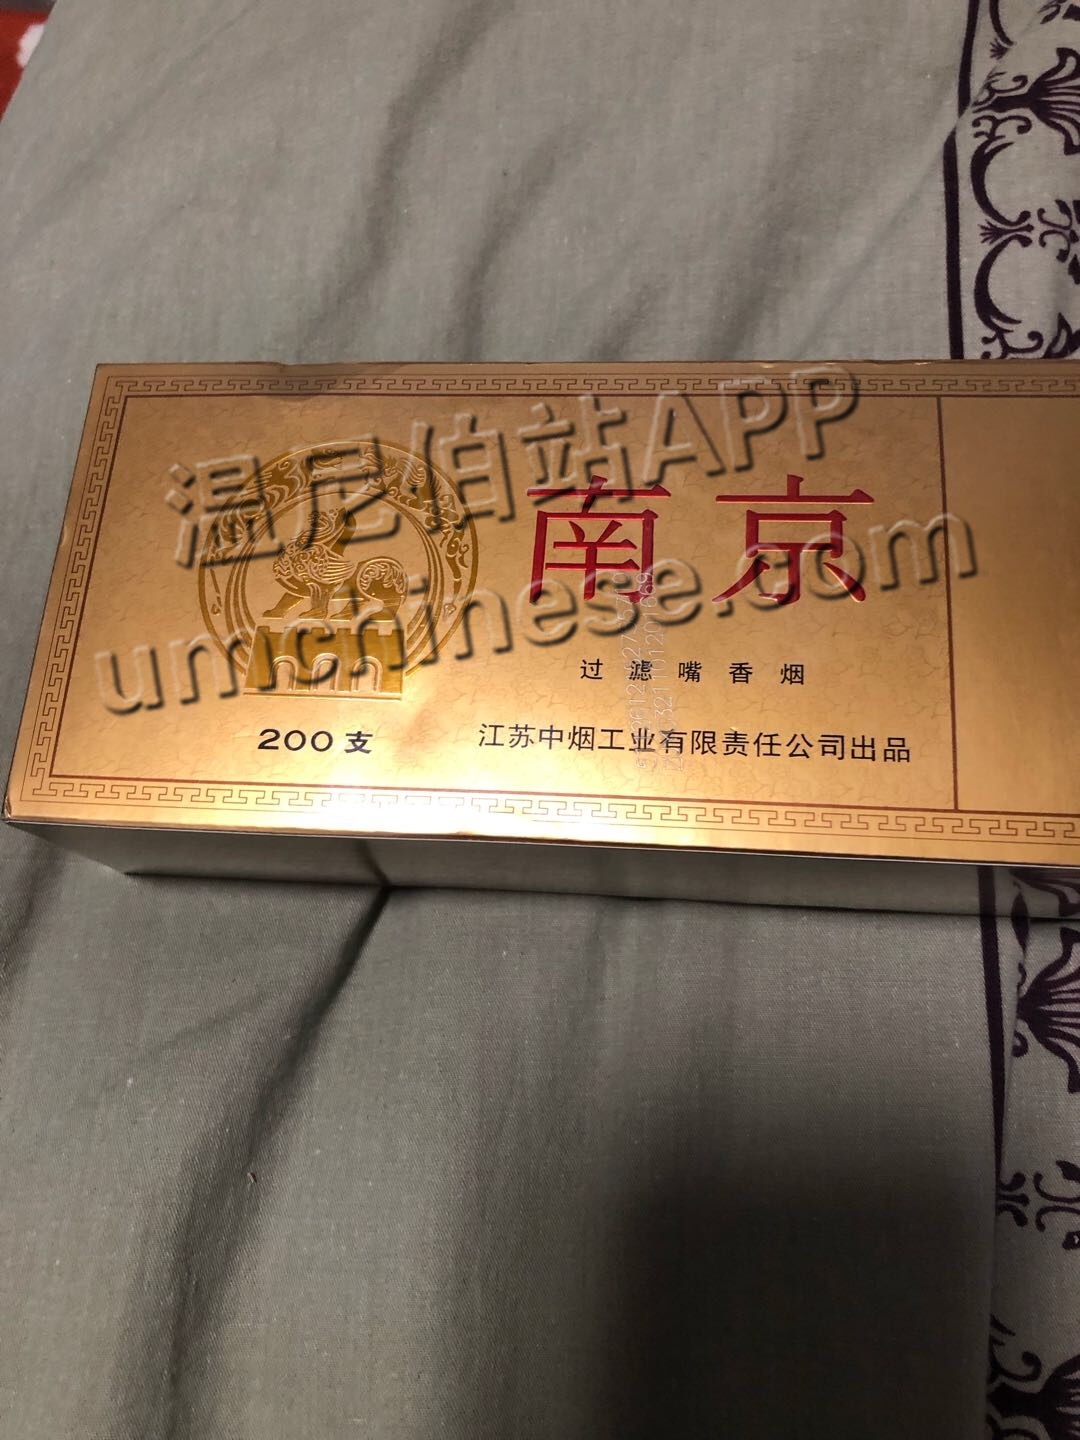 温尼伯站APP
umchinese.com
南京
过滤嘴香烟
200支
江苏中烟工业有限责任公司出品